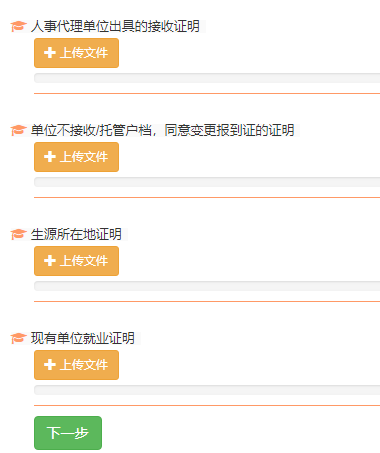 人事代理单位出具的接收证明
上传文件
单位不接收/托管户档，同意变更报到证的证明
上传文件
生源所在地证明
上传文件
现有单位就业证明
上传文件
下一步